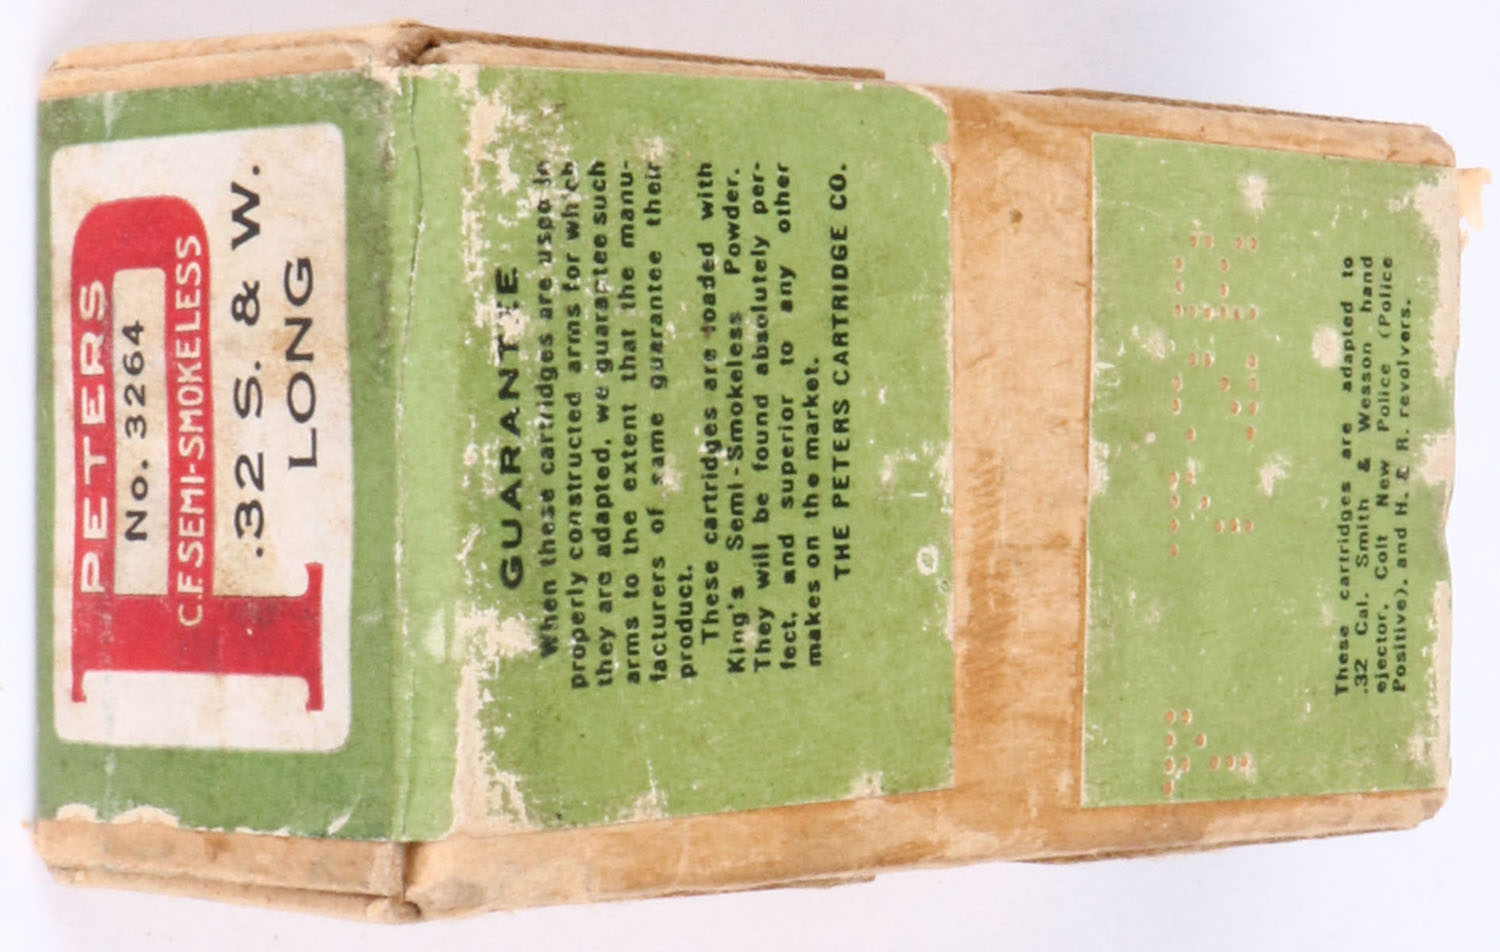 PETERS
No. 3264
C.F. SEMI-SMOKELESS
.32 S. & W.
LONG
GUARANTEE
When these cartridges are used in
properly constructed arms for which
they are adapted, we guarantee such
arms to the extent that the manu-
facturers of same guarantee their
product.
These cartridges are loaded with
King's Semi-Smokeless Powder.
They will be found absolutely per-
fect, and superior to any other
makes on the market.
THE PETERS CARTRIDGE CO.
These cartridges are adapted to
.32 Cal. Smith & Wesson hand
ejector, Colt New Police (Police
Positive), and H. & R. revolvers.